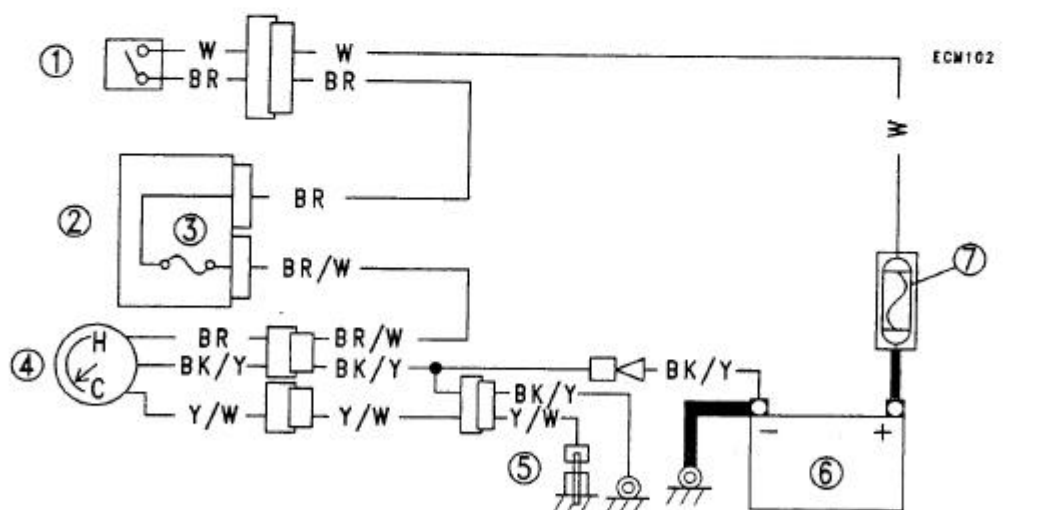 ① W W ECM102
BR BR
W
② ③ BR
BR/W
⑦
④ H BR BR/W
BK/Y BK/Y BK/Y
C
Y/W Y/W BK/Y
Y/W
⑤ - +
⑥